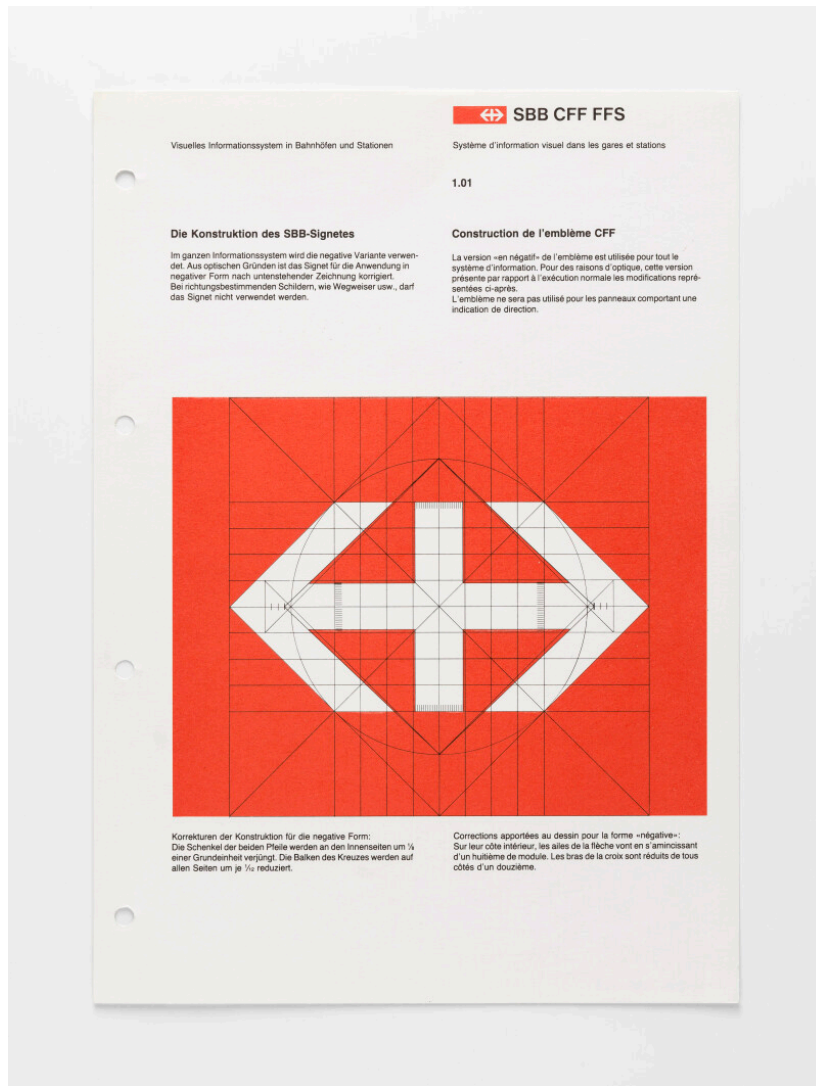 SBB CFF FFS
Visuelles Informationssystem in Bahnhöfen und Stationen
Système d'information visuel dans les gares et stations
1.01
Die Konstruktion des SBB-Signetes
Im ganzen Informationssystem wird die negative Variante verwen-
det. Aus optischen Gründen ist das Signet für die Anwendung in
negativer Form nach untenstehender Zeichnung korrigiert.
Bei richtungsbestimmenden Schildern, wie Wegweiser usw., darf
das Signet nicht verwendet werden.
Construction de l'emblème CFF
La version «en négatif» de l'emblème est utilisée pour tout le
système d'information. Pour des raisons d'optique, cette version
présente par rapport à l'exécution normale les modifications repré-
sentées ci-après.
L'emblème ne sera pas utilisé pour les panneaux comportant une
indication de direction.
Korrekturen der Konstruktion für die negative Form:
Die Schenkel der beiden Pfeile werden an den Innenseiten um ⅛
einer Grundeinheit verjüngt. Die Balken des Kreuzes werden auf
allen Seiten um je 1/12 reduziert.
Corrections apportées au dessin pour la forme «négative»:
Sur leur côte intérieur, les ailes de la flèche vont en s'amincissant
d'un huitième de module. Les bras de la croix sont réduits de tous
côtés d'un douzième.